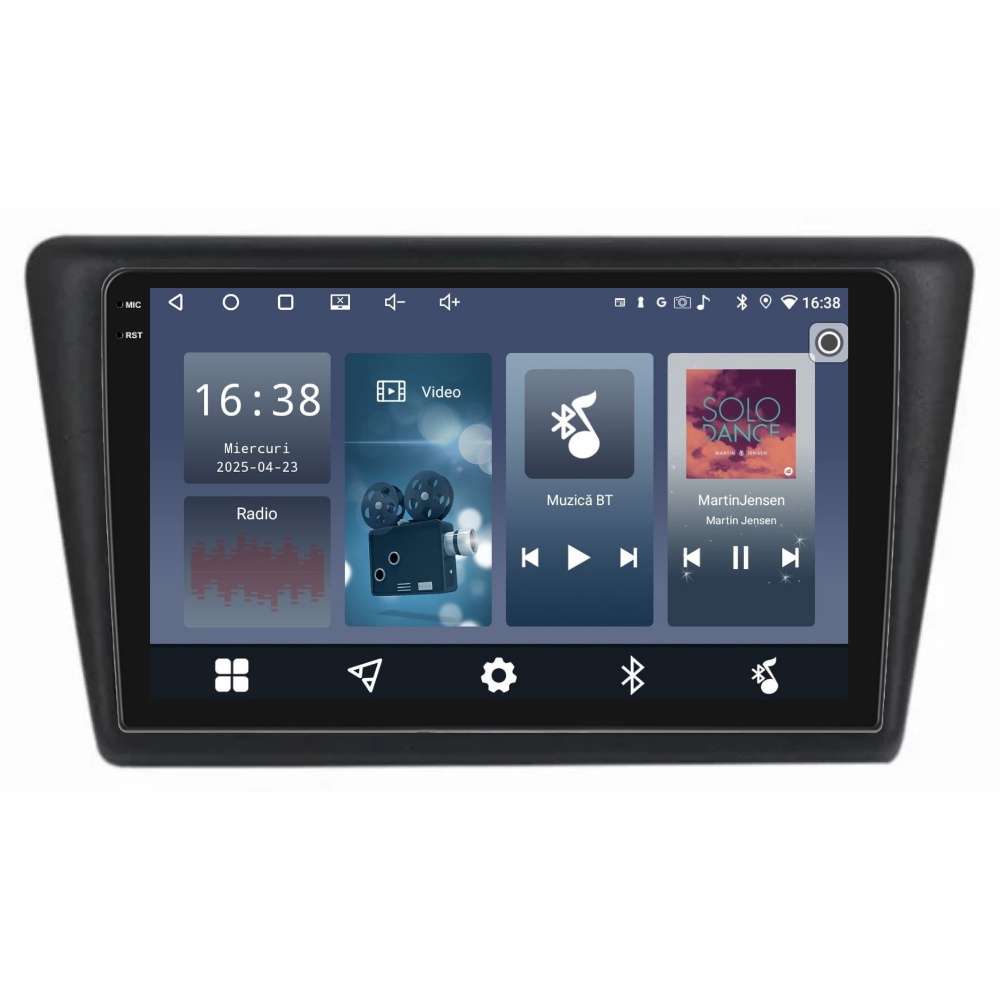 MIC
RST
16:38
16:38
Miercuri
2025-04-23
Radio
Video
Muzică BT
SOLO
DANCE
MARTIN JENSEN
MartinJensen
Martin Jensen